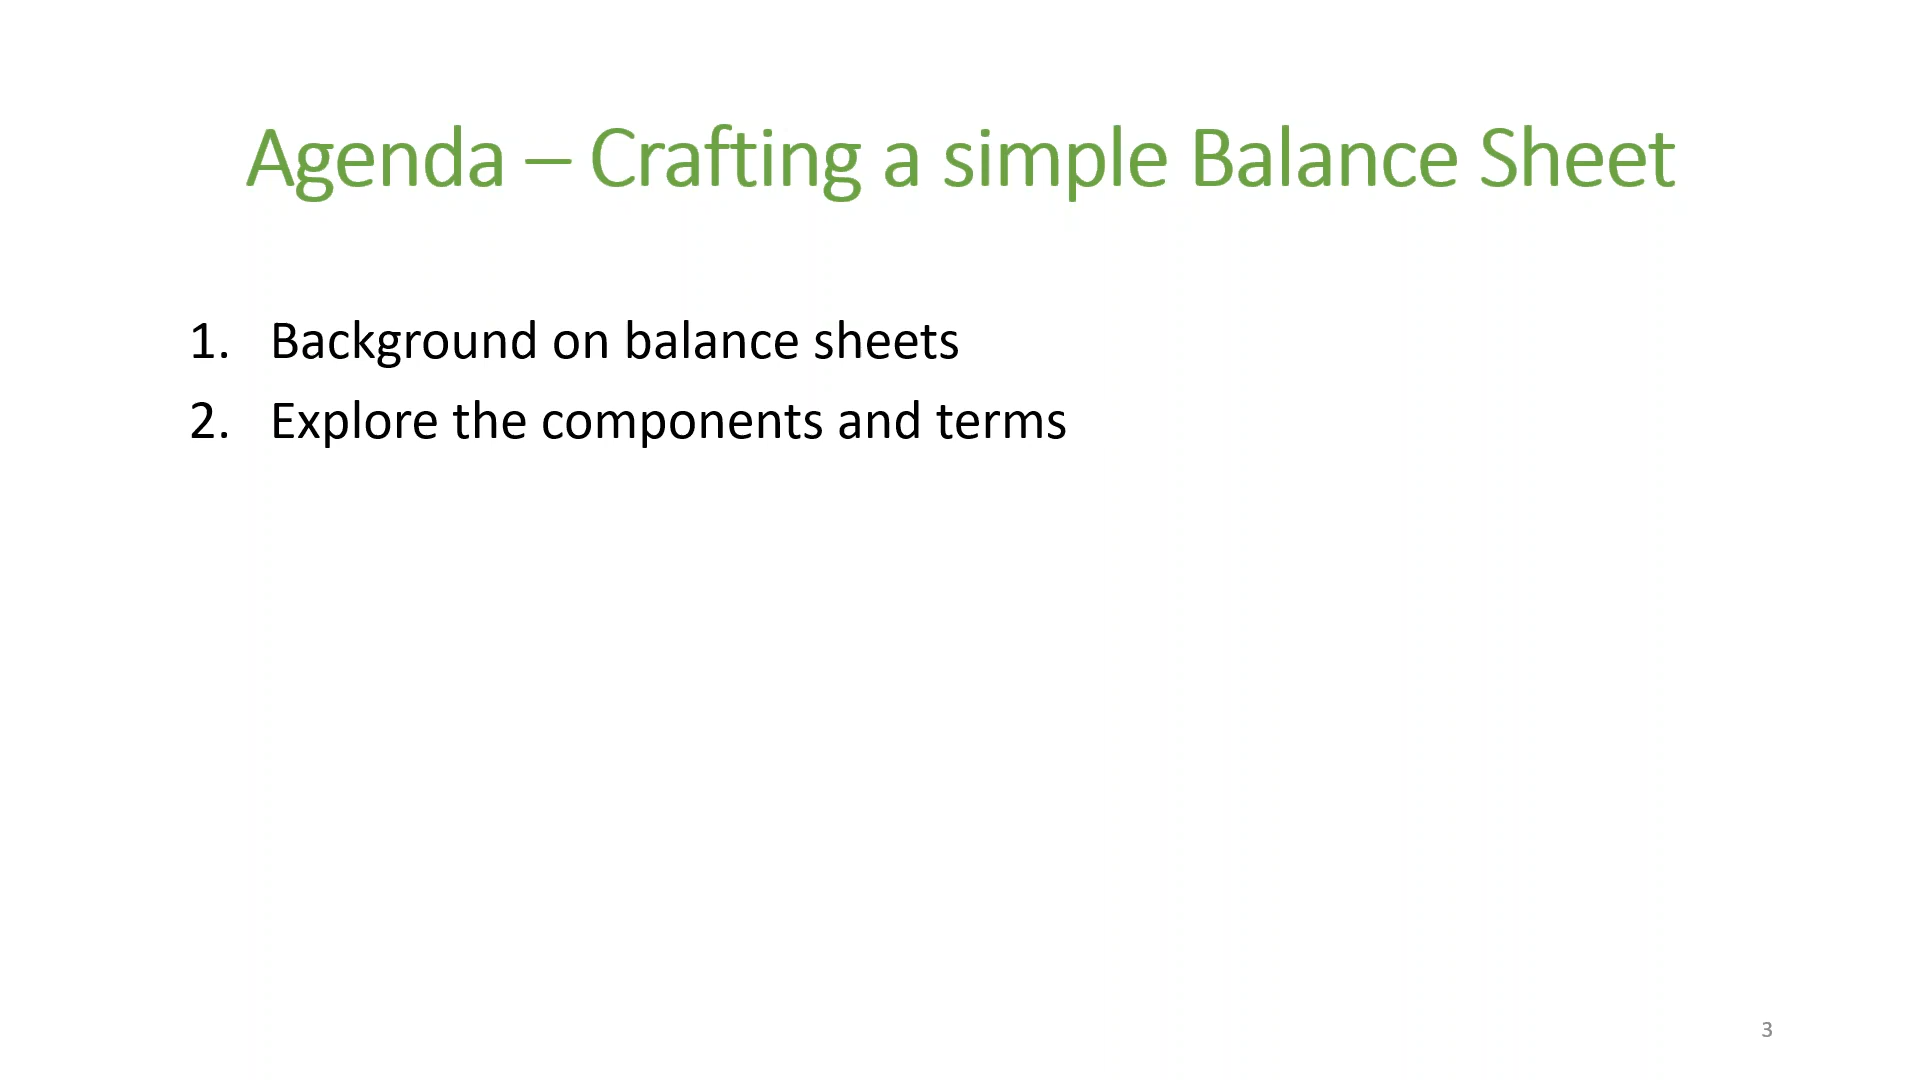 Agenda – Crafting a simple Balance Sheet
1. Background on balance sheets
2. Explore the components and terms
3